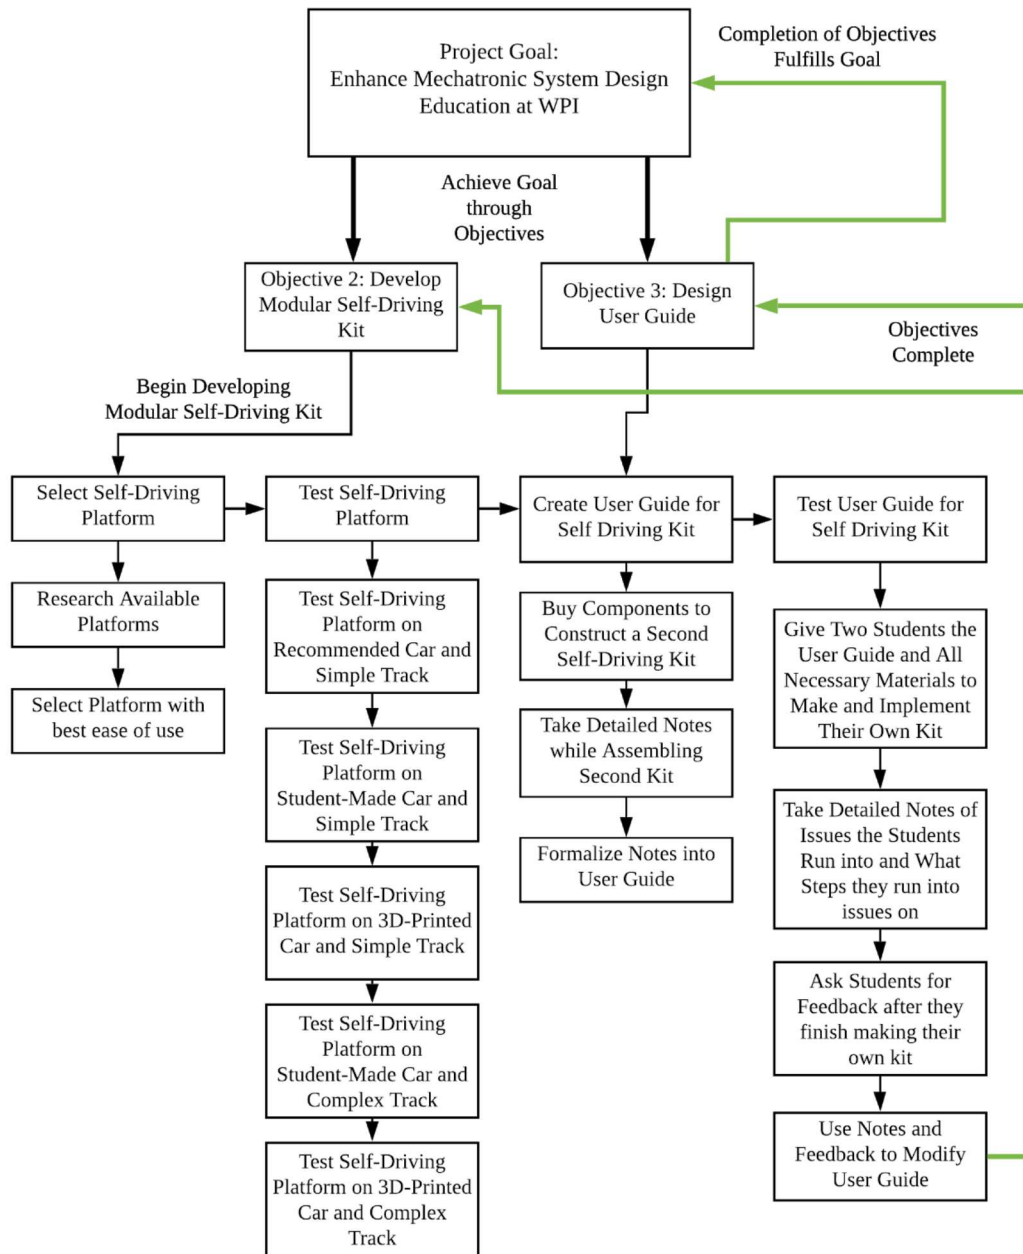 Project Goal:
Enhance Mechatronic System Design
Education at WPI
Completion of Objectives
Fulfills Goal
Achieve Goal
through
Objectives
Objective 2: Develop
Modular Self-Driving
Kit
Objective 3: Design
User Guide
Objectives
Complete
Begin Developing
Modular Self-Driving Kit
Select Self-Driving
Platform
Research Available
Platforms
Select Platform with
best ease of use
Test Self-Driving
Platform
Test Self-Driving
Platform on
Recommended Car and
Simple Track
Test Self-Driving
Platform on
Student-Made Car and
Simple Track
Test Self-Driving
Platform on 3D-Printed
Car and Simple Track
Test Self-Driving
Platform on
Student-Made Car and
Complex Track
Test Self-Driving
Platform on 3D-Printed
Car and Complex
Track
Create User Guide for
Self Driving Kit
Buy Components to
Construct a Second
Self-Driving Kit
Take Detailed Notes
while Assembling
Second Kit
Formalize Notes into
User Guide
Test User Guide for
Self Driving Kit
Give Two Students the
User Guide and All
Necessary Materials to
Make and Implement
Their Own Kit
Take Detailed Notes of
Issues the Students
Run into and What
Steps they run into
issues on
Ask Students for
Feedback after they
finish making their
own kit
Use Notes and
Feedback to Modify
User Guide